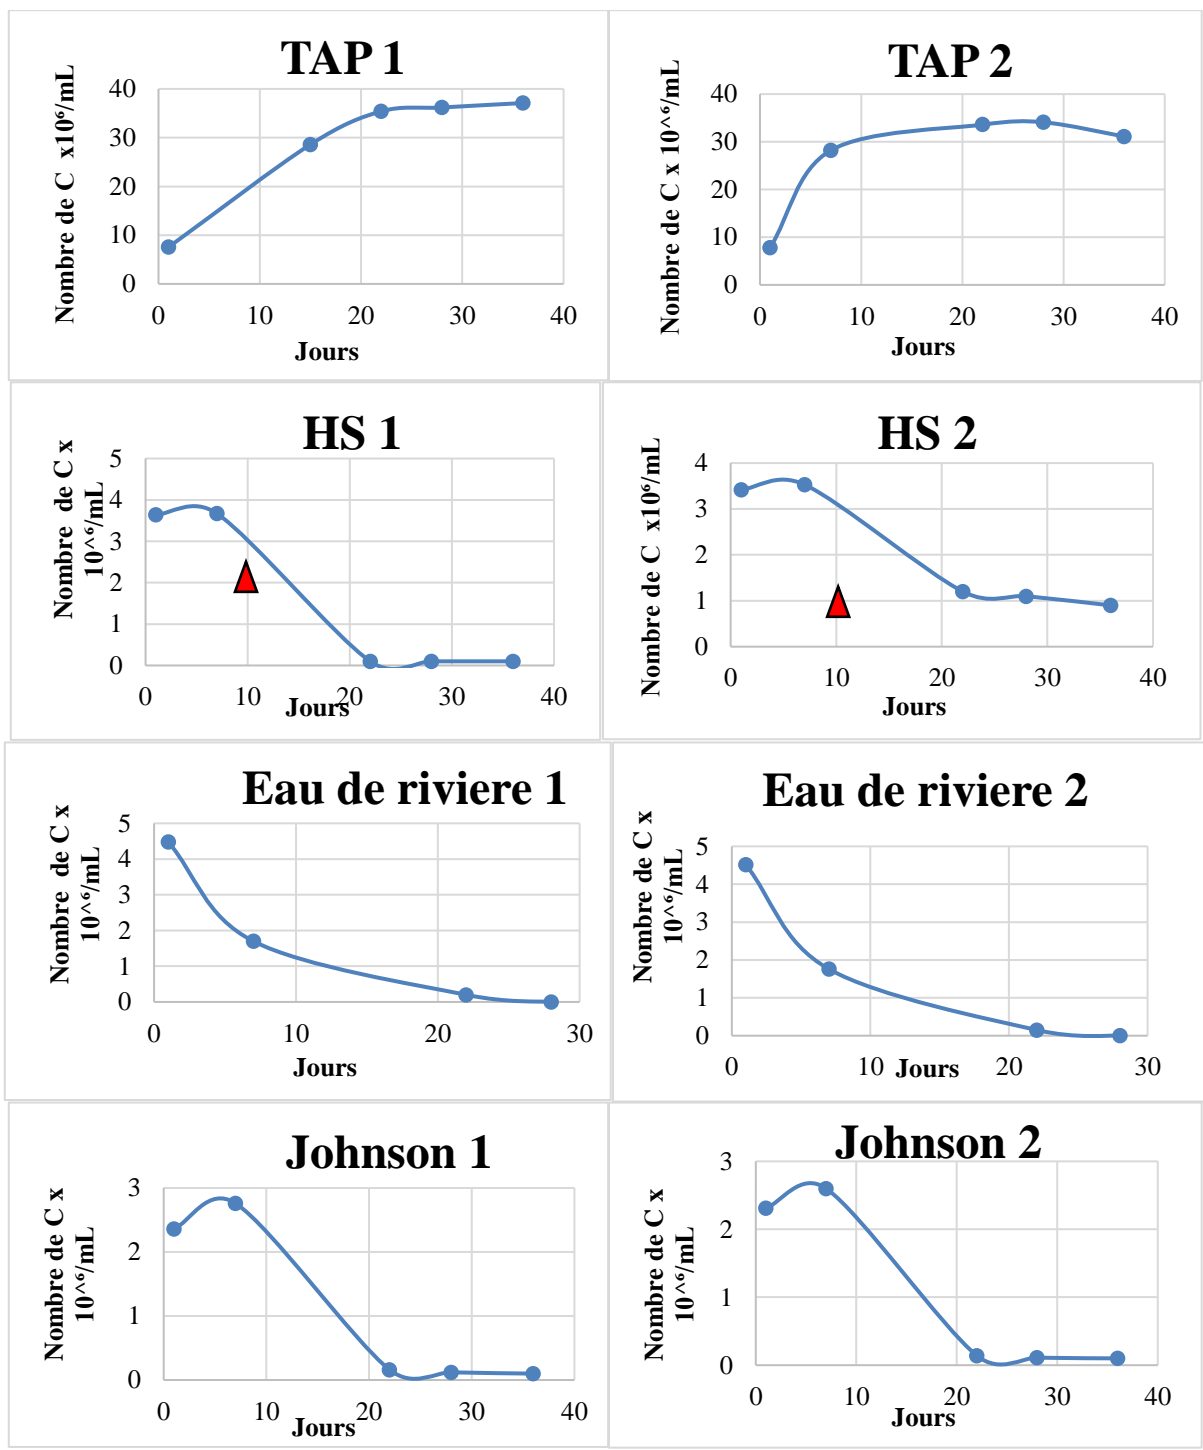 TAP 1
Nombre de C x10⁶/mL
40
30
20
10
0
0 10 20 30 40
Jours
TAP 2
Nombre de C x 10^⁶/mL
40
30
20
10
0
0 10 20 30 40
Jours
HS 1
Nombre de C x
10^⁶/mL
5
4
3
2
1
0
0 10 20 30 40
Jours
HS 2
Nombre de C x10⁶/mL
4
3
2
1
0
0 10 20 30 40
Jours
Eau de riviere 1
Nombre de C x
10^⁶/mL
5
4
3
2
1
0
0 10 20 30
Jours
Eau de riviere 2
Nombre de C x
10^⁶/mL
5
4
3
2
1
0
0 10 20 30
Jours
Johnson 1
Nombre de C x
10^⁶/mL
3
2
1
0
0 10 20 30 40
Jours
Johnson 2
Nombre de C x
10^⁶/mL
3
2
1
0
0 10 20 30 40
Jours